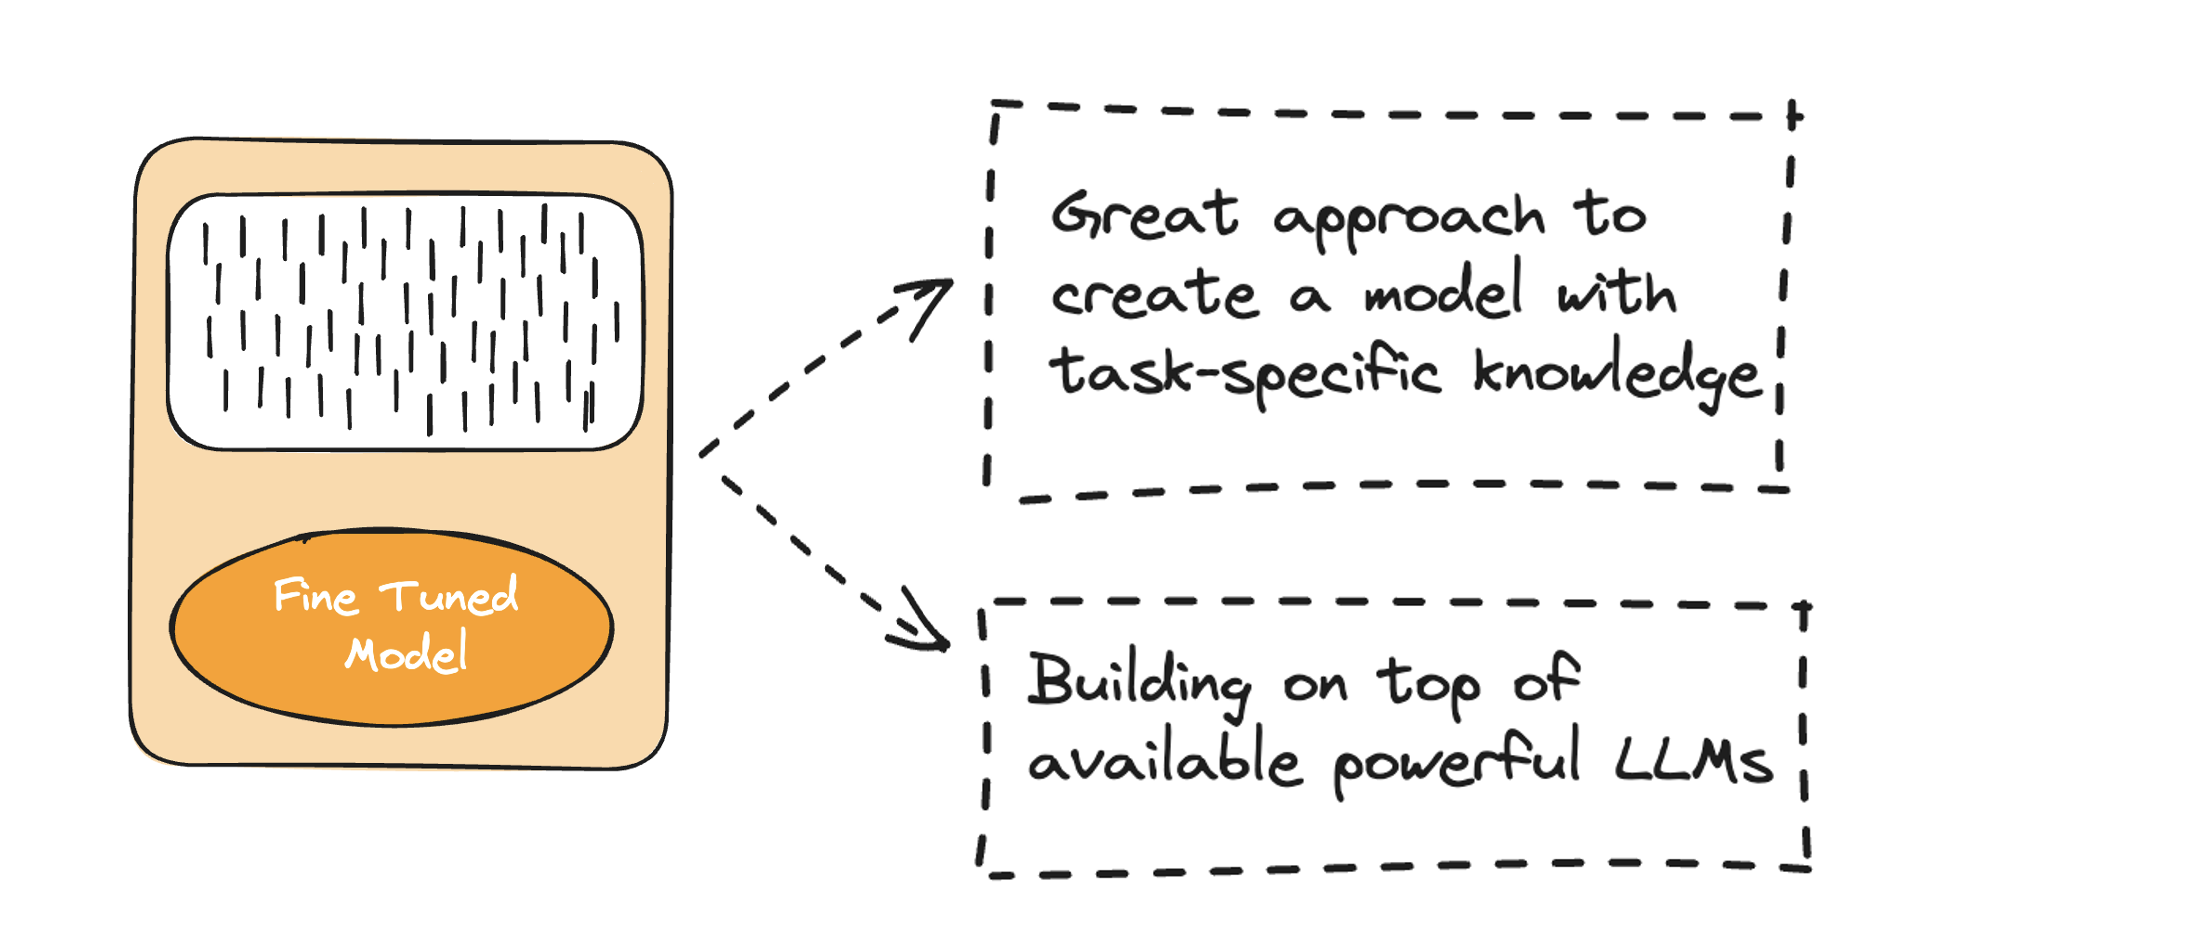 Fine Tuned
Model
Great approach to
create a model with
task-specific knowledge
Building on top of
available powerful LLMs